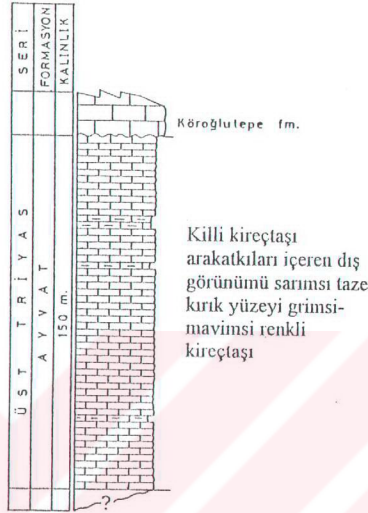 SERİ
FORMASYON
KALINLIK
Köroğlutepe fm.
ÜST TRİYAS
AYVAT
150 m.
Killi kireçtaşı
arakatkıları içeren dış
görünümü sarımsı taze
kırık yüzeyi grimsi-
mavimsi renkli
kireçtaşı
?